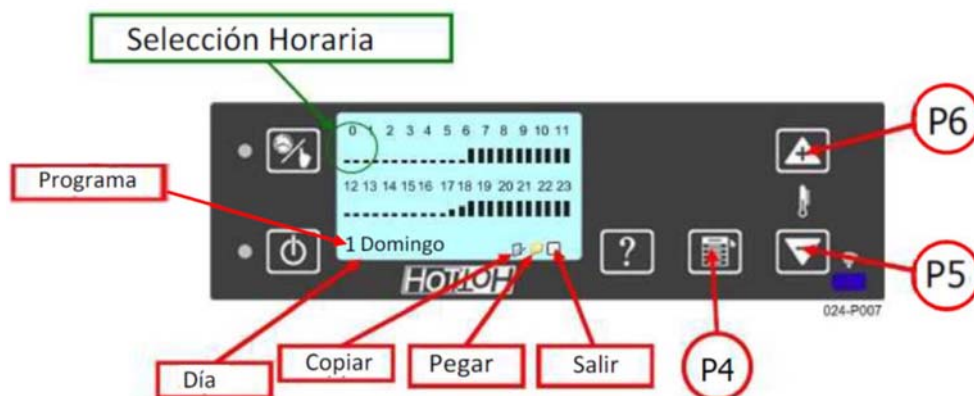 Selección Horaria
0 1 2 3 4 5 6 7 8 9 10 11
P6
Programa
12 13 14 15 16 17 18 19 20 21 22 23
1 Domingo
?
HOTTOH
P5
024-P007
Copiar
Pegar
Salir
P4
Día